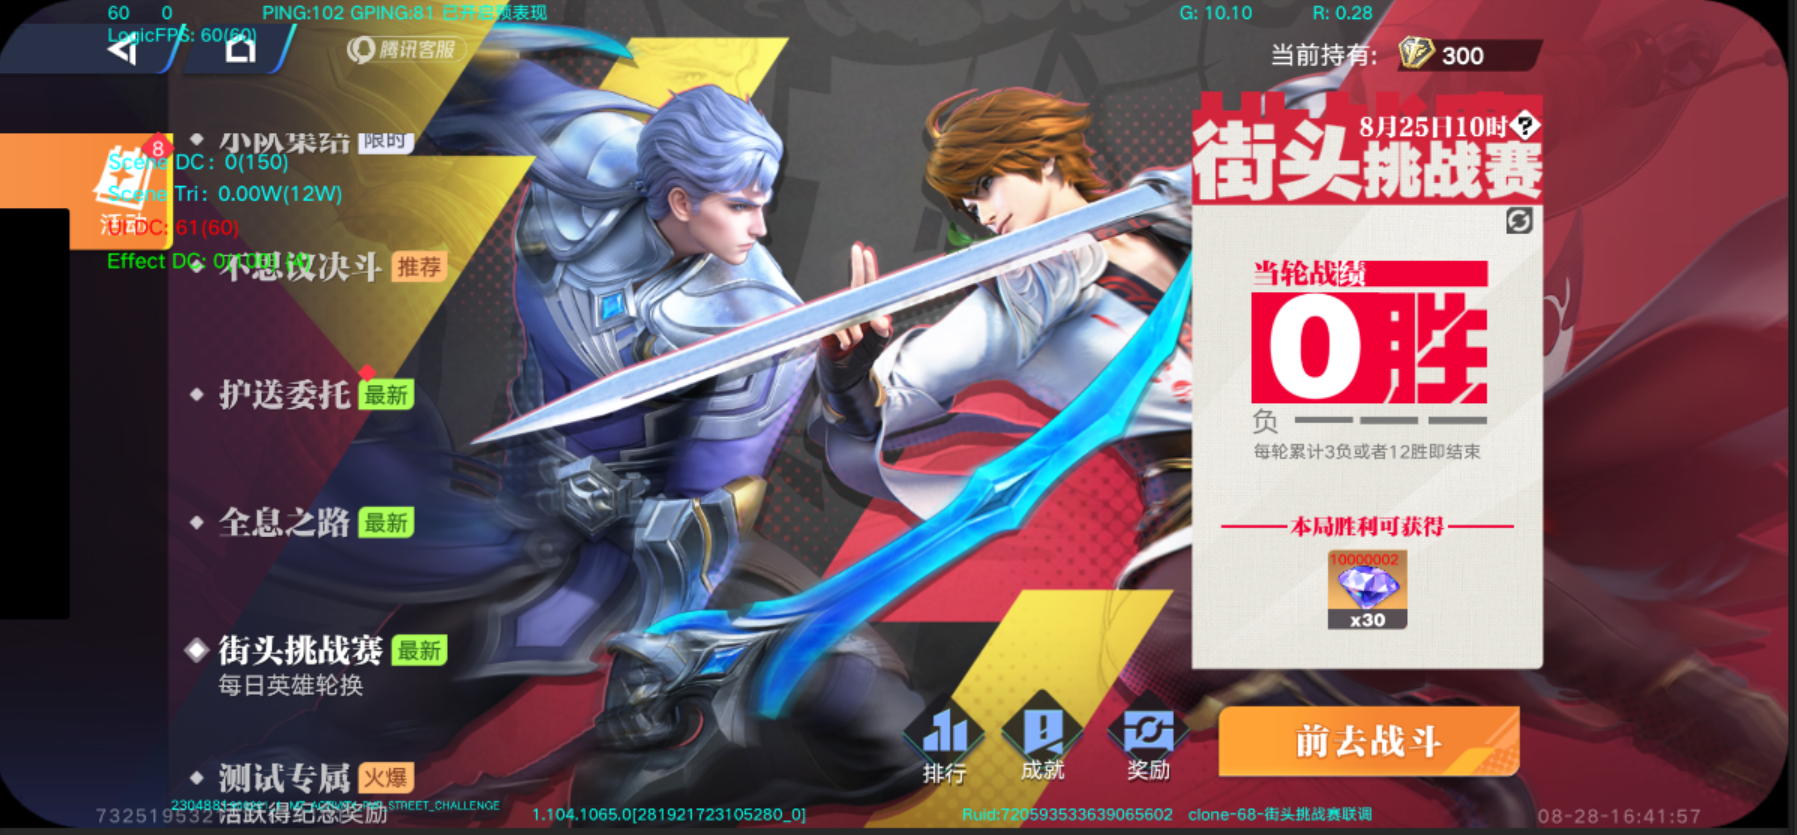 60 0 PING:102 GPING:81 已开启预表现 G: 10.10 R: 0.28
LogicFPS: 60(60)
腾讯客服
当前持有: 300
小队集结 限时
8
活动
Scene DC: 0(150)
Scene Tri: 0.00W(12W)
UI DC: 61(60)
Effect DC:
不思议决斗 推荐
护送委托 最新
全息之路 最新
街头挑战赛 最新
每日英雄轮换
测试专属 火爆
活跃得纪念奖励
8月25日10时
?
街头挑战赛
当轮战绩
0胜
负
每轮累计3负或者12胜即结束
本局胜利可获得
10000002
x30
排行
成就
奖励
前去战斗
STREET_CHALLENGE
1.104.1065.0[281921723105280_0]
Ruid:720593533639065602 clone-68-街头挑战赛联调
08-28-16:41:57